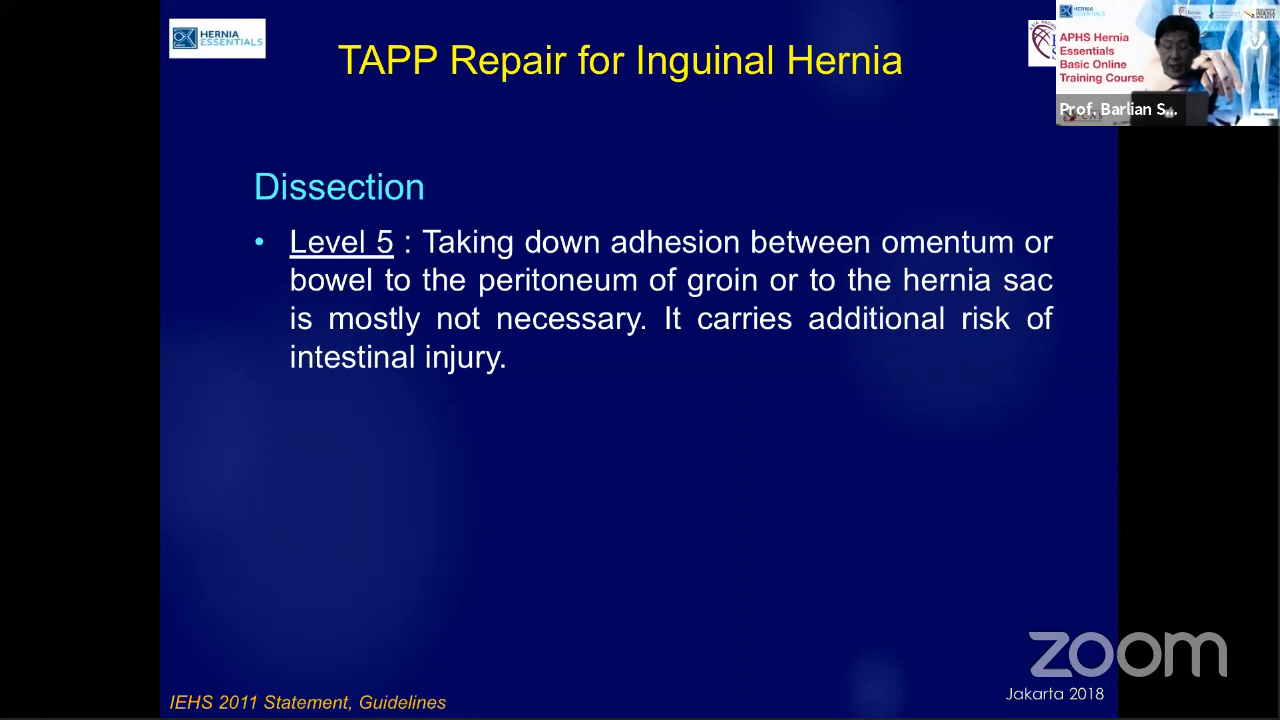 HERNIA
ESSENTIALS
TAPP Repair for Inguinal Hernia
HERNIA
ESSENTIALS
APHS Hernia
Essentials
Basic Online
Training Course
Prof. Barlian S...
Dissection
• Level 5 : Taking down adhesion between omentum or
bowel to the peritoneum of groin or to the hernia sac
is mostly not necessary. It carries additional risk of
intestinal injury.
zoom
Jakarta 2018
IEHS 2011 Statement, Guidelines